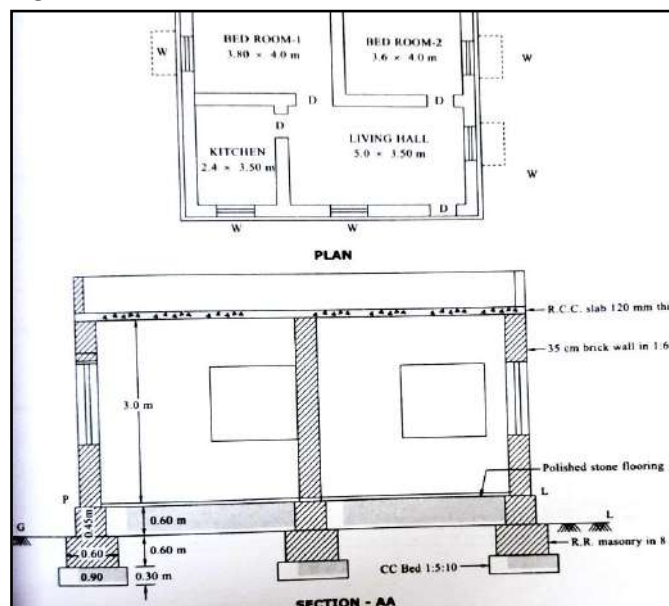 BED ROOM-1
3.80 × 4.0 m
BED ROOM-2
3.6 × 4.0 m
W
W
D
D
D
KITCHEN
2.4 × 3.50 m
LIVING HALL
5.0 × 3.50 m
W
D
W
W
PLAN
R.C.C. slab 120 mm
35 cm brick wall in 1:6
3.0 m
Polished stone flooring
P
L
0.45m
0.60 m
G
L
0.60
0.60 m
R.R. masonry in 8
0.90
0.30 m
CC Bed 1:5:10
SECTION - AA